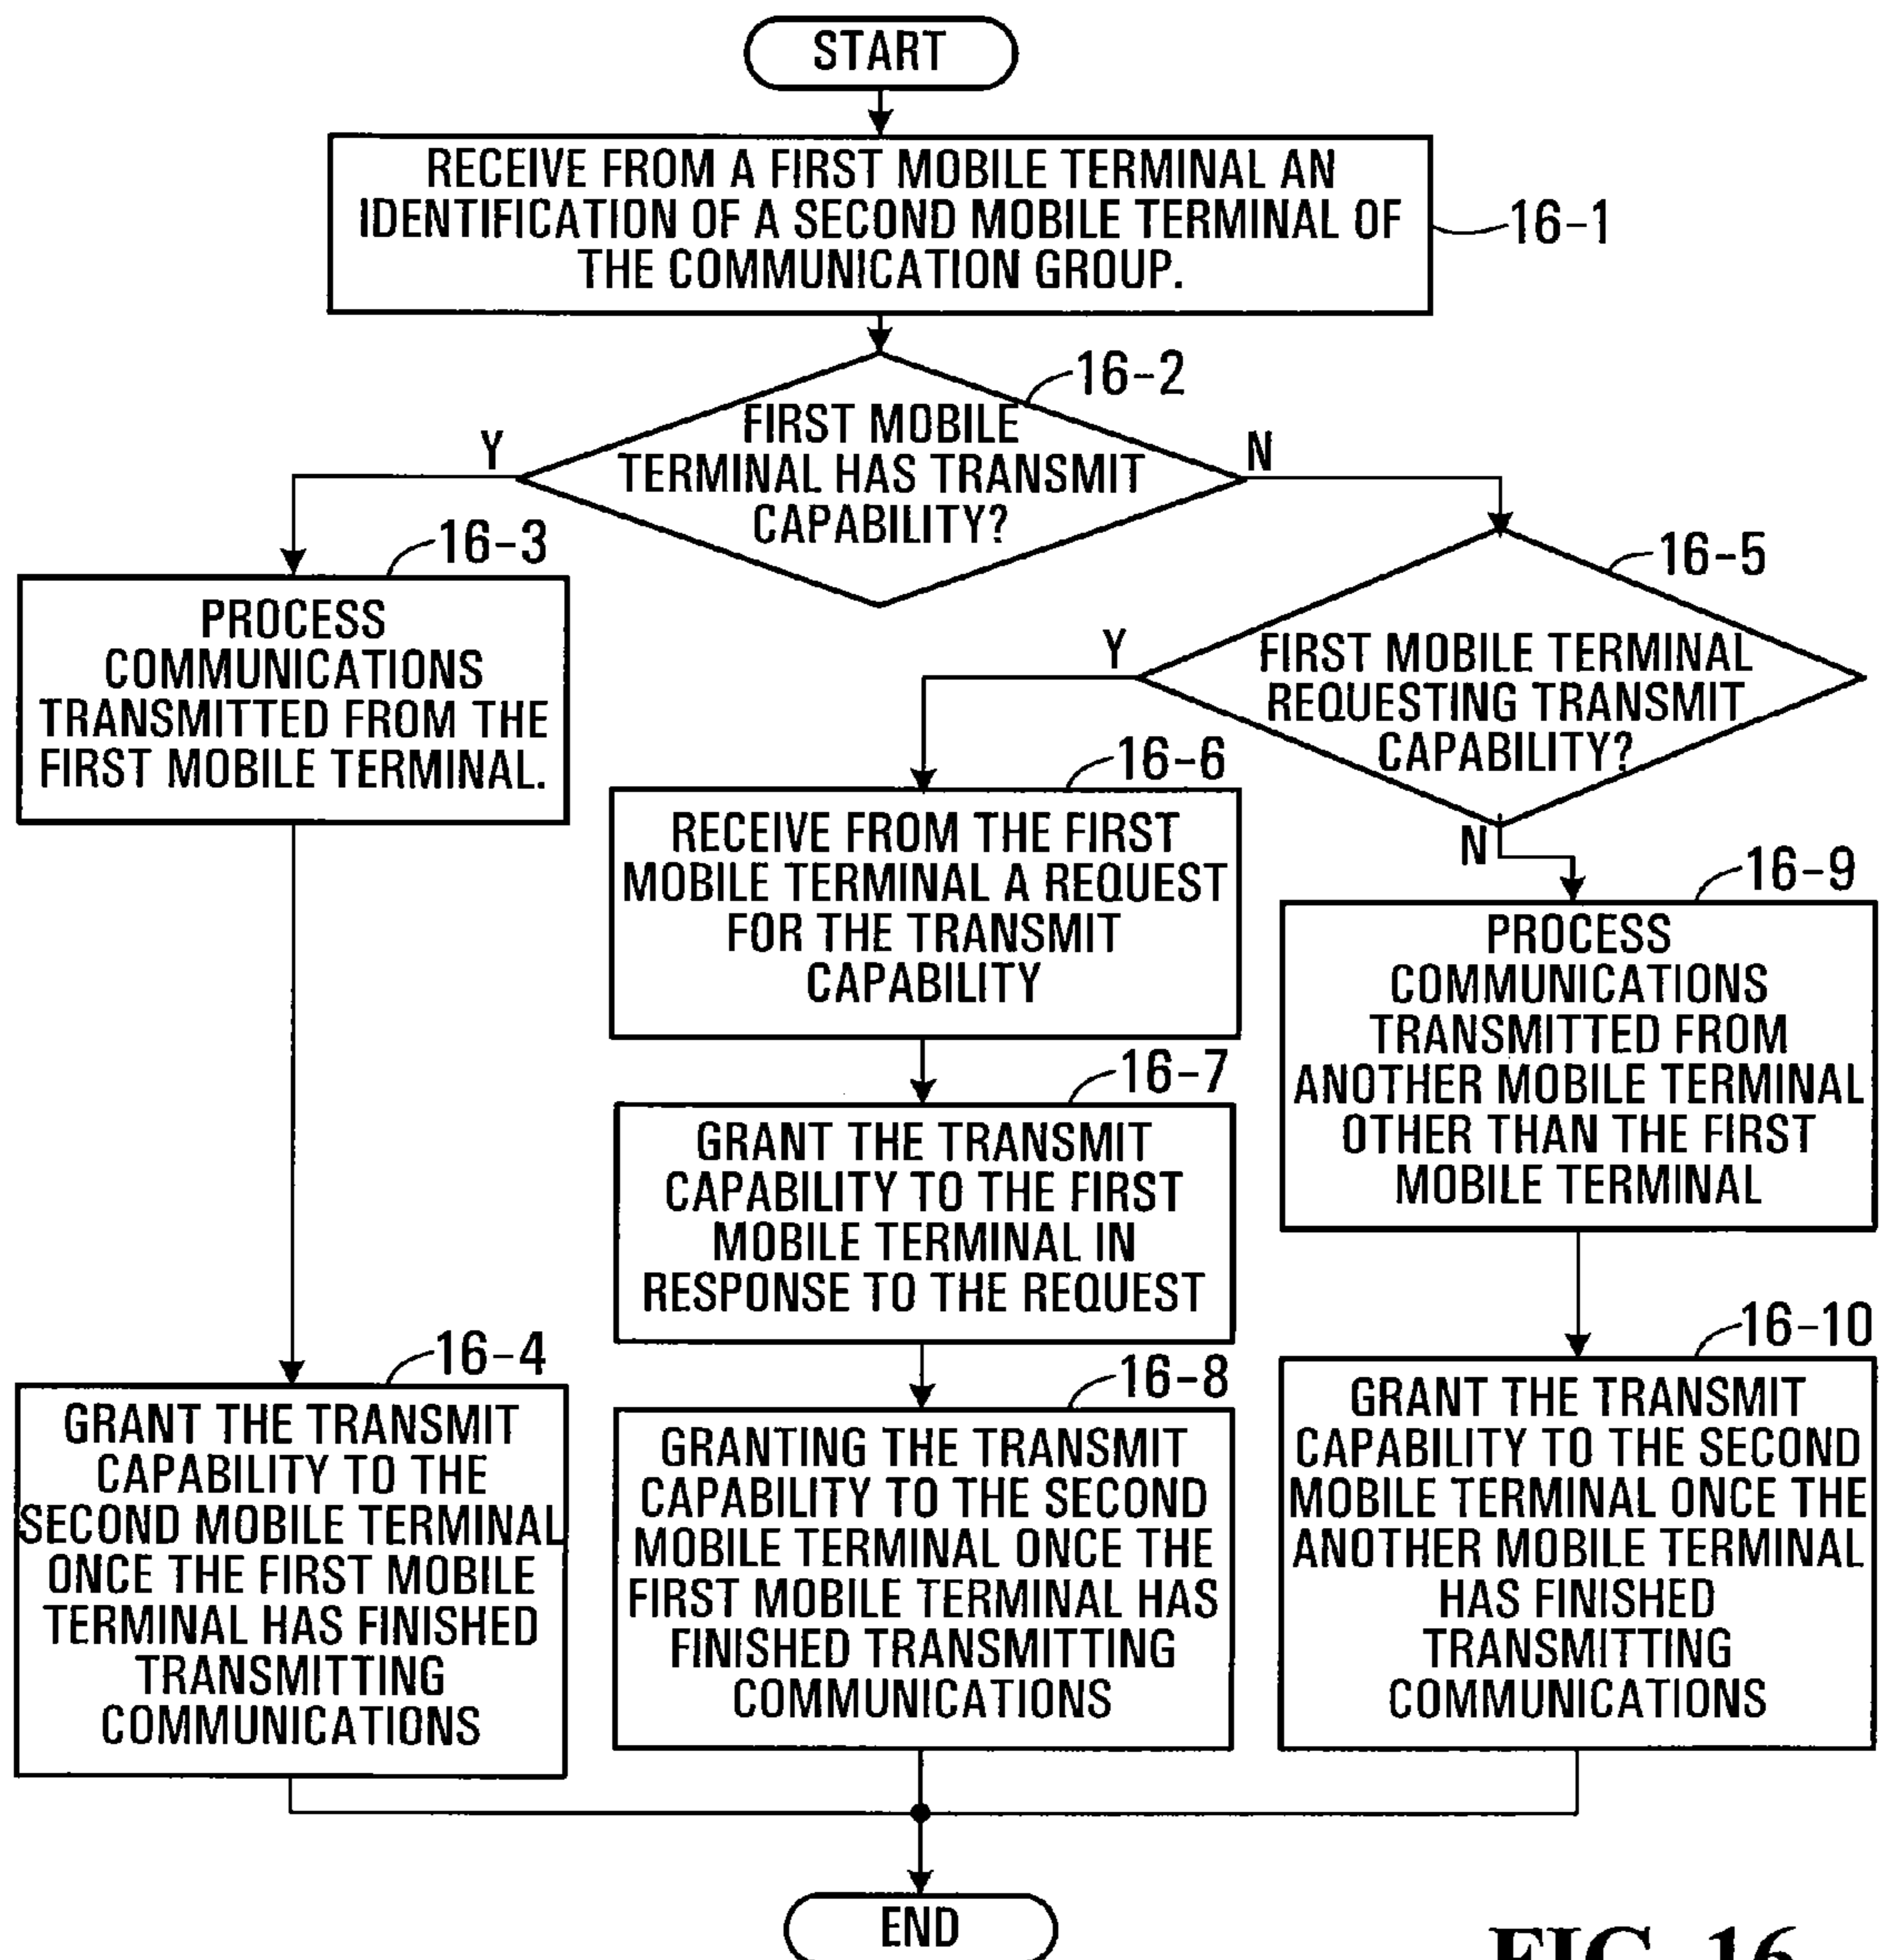 START
RECEIVE FROM A FIRST MOBILE TERMINAL AN
IDENTIFICATION OF A SECOND MOBILE TERMINAL OF
THE COMMUNICATION GROUP.
16-1
16-2
FIRST MOBILE
TERMINAL HAS TRANSMIT
CAPABILITY?
Y
N
16-3
PROCESS
COMMUNICATIONS
TRANSMITTED FROM THE
FIRST MOBILE TERMINAL.
16-5
FIRST MOBILE TERMINAL
REQUESTING TRANSMIT
CAPABILITY?
Y
N
16-6
RECEIVE FROM THE FIRST
MOBILE TERMINAL A REQUEST
FOR THE TRANSMIT
CAPABILITY
16-9
PROCESS
COMMUNICATIONS
TRANSMITTED FROM
ANOTHER MOBILE TERMINAL
OTHER THAN THE FIRST
MOBILE TERMINAL
16-7
GRANT THE TRANSMIT
CAPABILITY TO THE FIRST
MOBILE TERMINAL IN
RESPONSE TO THE REQUEST
16-4
GRANT THE TRANSMIT
CAPABILITY TO THE
SECOND MOBILE TERMINAL
ONCE THE FIRST MOBILE
TERMINAL HAS FINISHED
TRANSMITTING
COMMUNICATIONS
16-8
GRANTING THE TRANSMIT
CAPABILITY TO THE SECOND
MOBILE TERMINAL ONCE THE
FIRST MOBILE TERMINAL HAS
FINISHED TRANSMITTING
COMMUNICATIONS
16-10
GRANT THE TRANSMIT
CAPABILITY TO THE SECOND
MOBILE TERMINAL ONCE THE
ANOTHER MOBILE TERMINAL
HAS FINISHED
TRANSMITTING
COMMUNICATIONS
END
FIG. 16